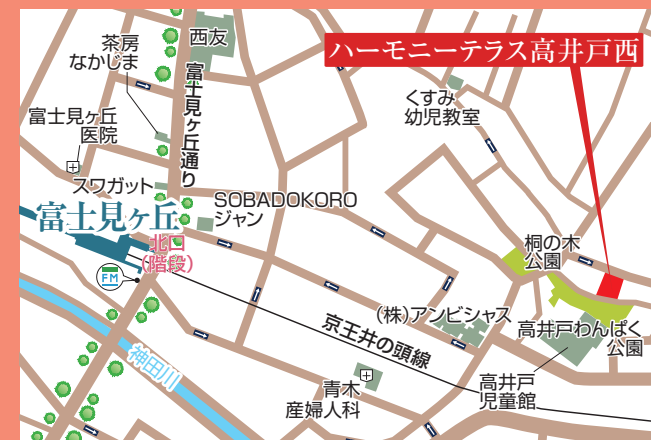 西友
茶房
なかじま
ハーモニーテラス高井戸西
富士見ヶ丘通り
くすみ
幼児教室
富士見ヶ丘
医院
スワガット
SOBADOKORO
ジャン
富士見ヶ丘
北口
(階段)
FM
桐の木
公園
(株)アンビシャス
高井戸わんぱく
公園
京王井の頭線
神田川
高井戸
児童館
青木
産婦人科